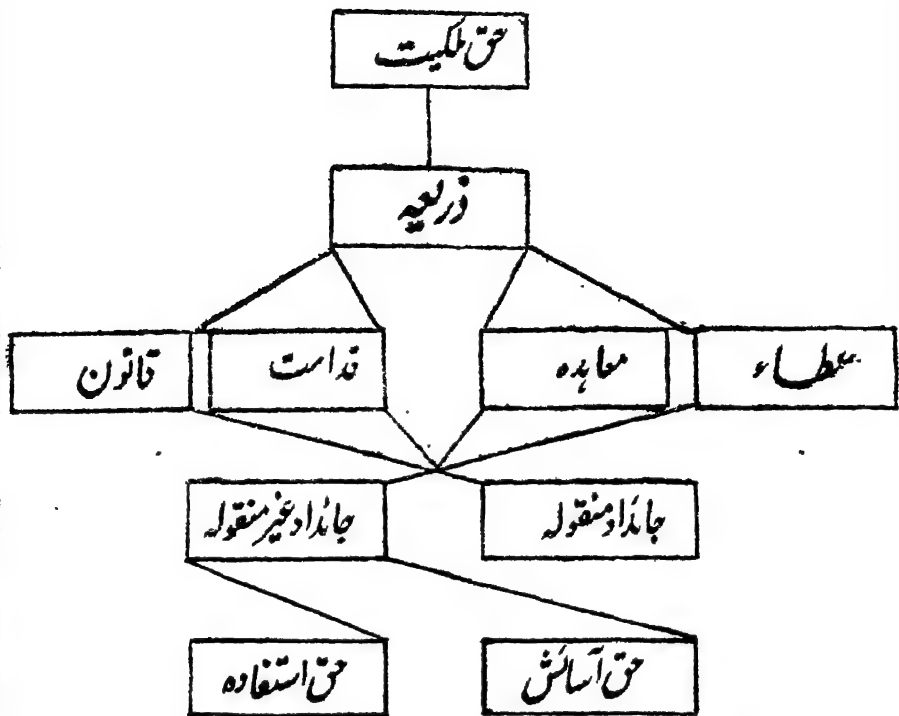 حق ملکیت
ذریعہ
عطاء
معاہدہ
قدامت
قانون
جائداد منقولہ
جائداد غیر منقولہ
حق آسائش
حق استفادہ